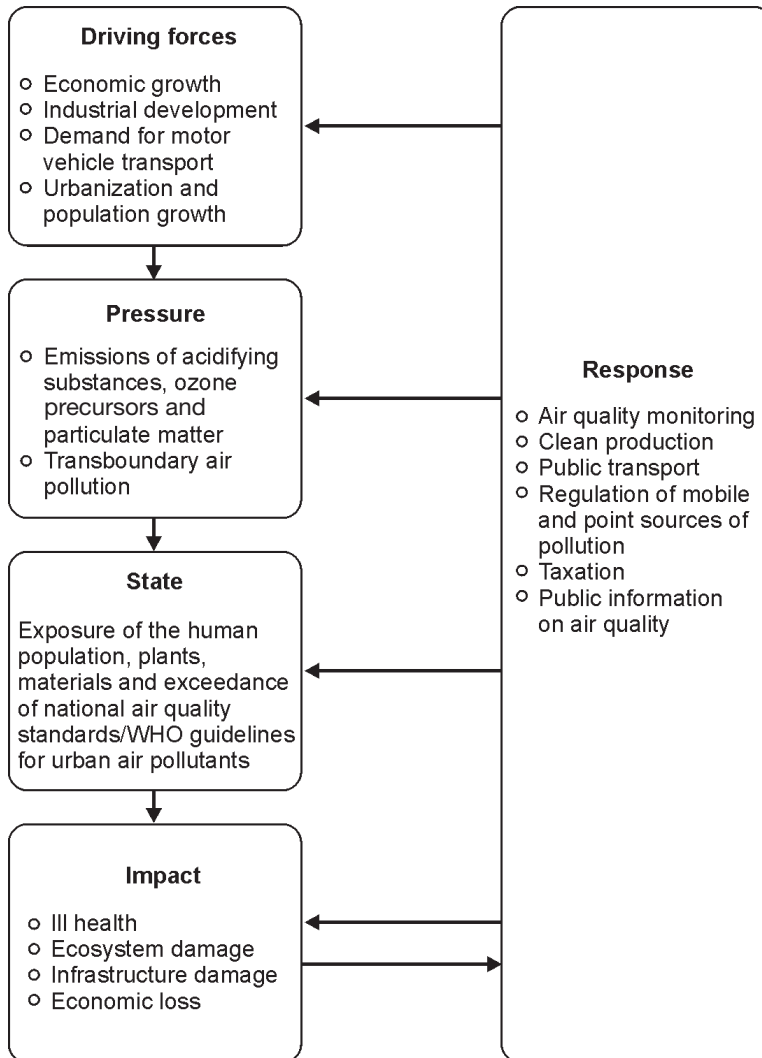 Driving forces
○ Economic growth
○ Industrial development
○ Demand for motor
vehicle transport
○ Urbanization and
population growth
Pressure
○ Emissions of acidifying
substances, ozone
precursors and
particulate matter
○ Transboundary air
pollution
State
Exposure of the human
population, plants,
materials and exceedance
of national air quality
standards/WHO guidelines
for urban air pollutants
Impact
○ Ill health
○ Ecosystem damage
○ Infrastructure damage
○ Economic loss
Response
○ Air quality monitoring
○ Clean production
○ Public transport
○ Regulation of mobile
and point sources of
pollution
○ Taxation
○ Public information
on air quality